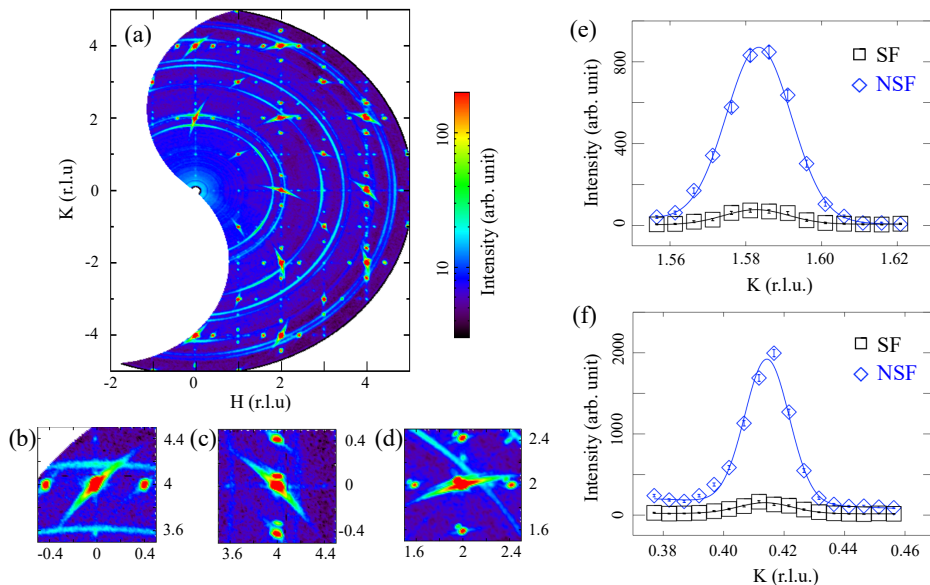 (a)
4
2
0
-2
-4
K (r.l.u)
-2
0
2
4
H (r.l.u)
100
10
Intensity (arb. unit)
(b)
4.4
4
3.6
-0.4
0
0.4
(c)
0.4
0
-0.4
3.6
4
4.4
(d)
2.4
2
1.6
1.6
2
2.4
(e)
SF
NSF
800
400
0
Intensity (arb. unit)
1.56
1.58
1.60
1.62
K (r.l.u.)
(f)
SF
NSF
2000
1000
0
Intensity (arb. unit)
0.38
0.40
0.42
0.44
0.46
K (r.l.u.)